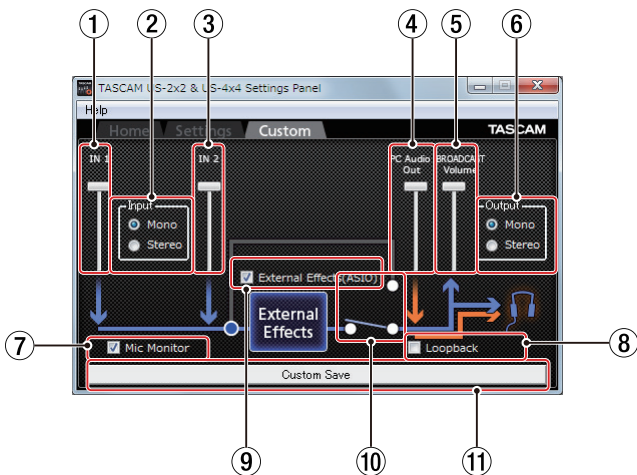 1 2 3 4 5 6
TASCAM US-2x2 & US-4x4 Settings Panel
Help
Home Settings Custom TASCAM
IN 1 IN 2 PC Audio Out BROADCAST Volume
Input
Mono
Stereo
Output
Mono
Stereo
External Effects(ASIO)
External
Effects
7 Mic Monitor Loopback 8
Custom Save
9 10 11